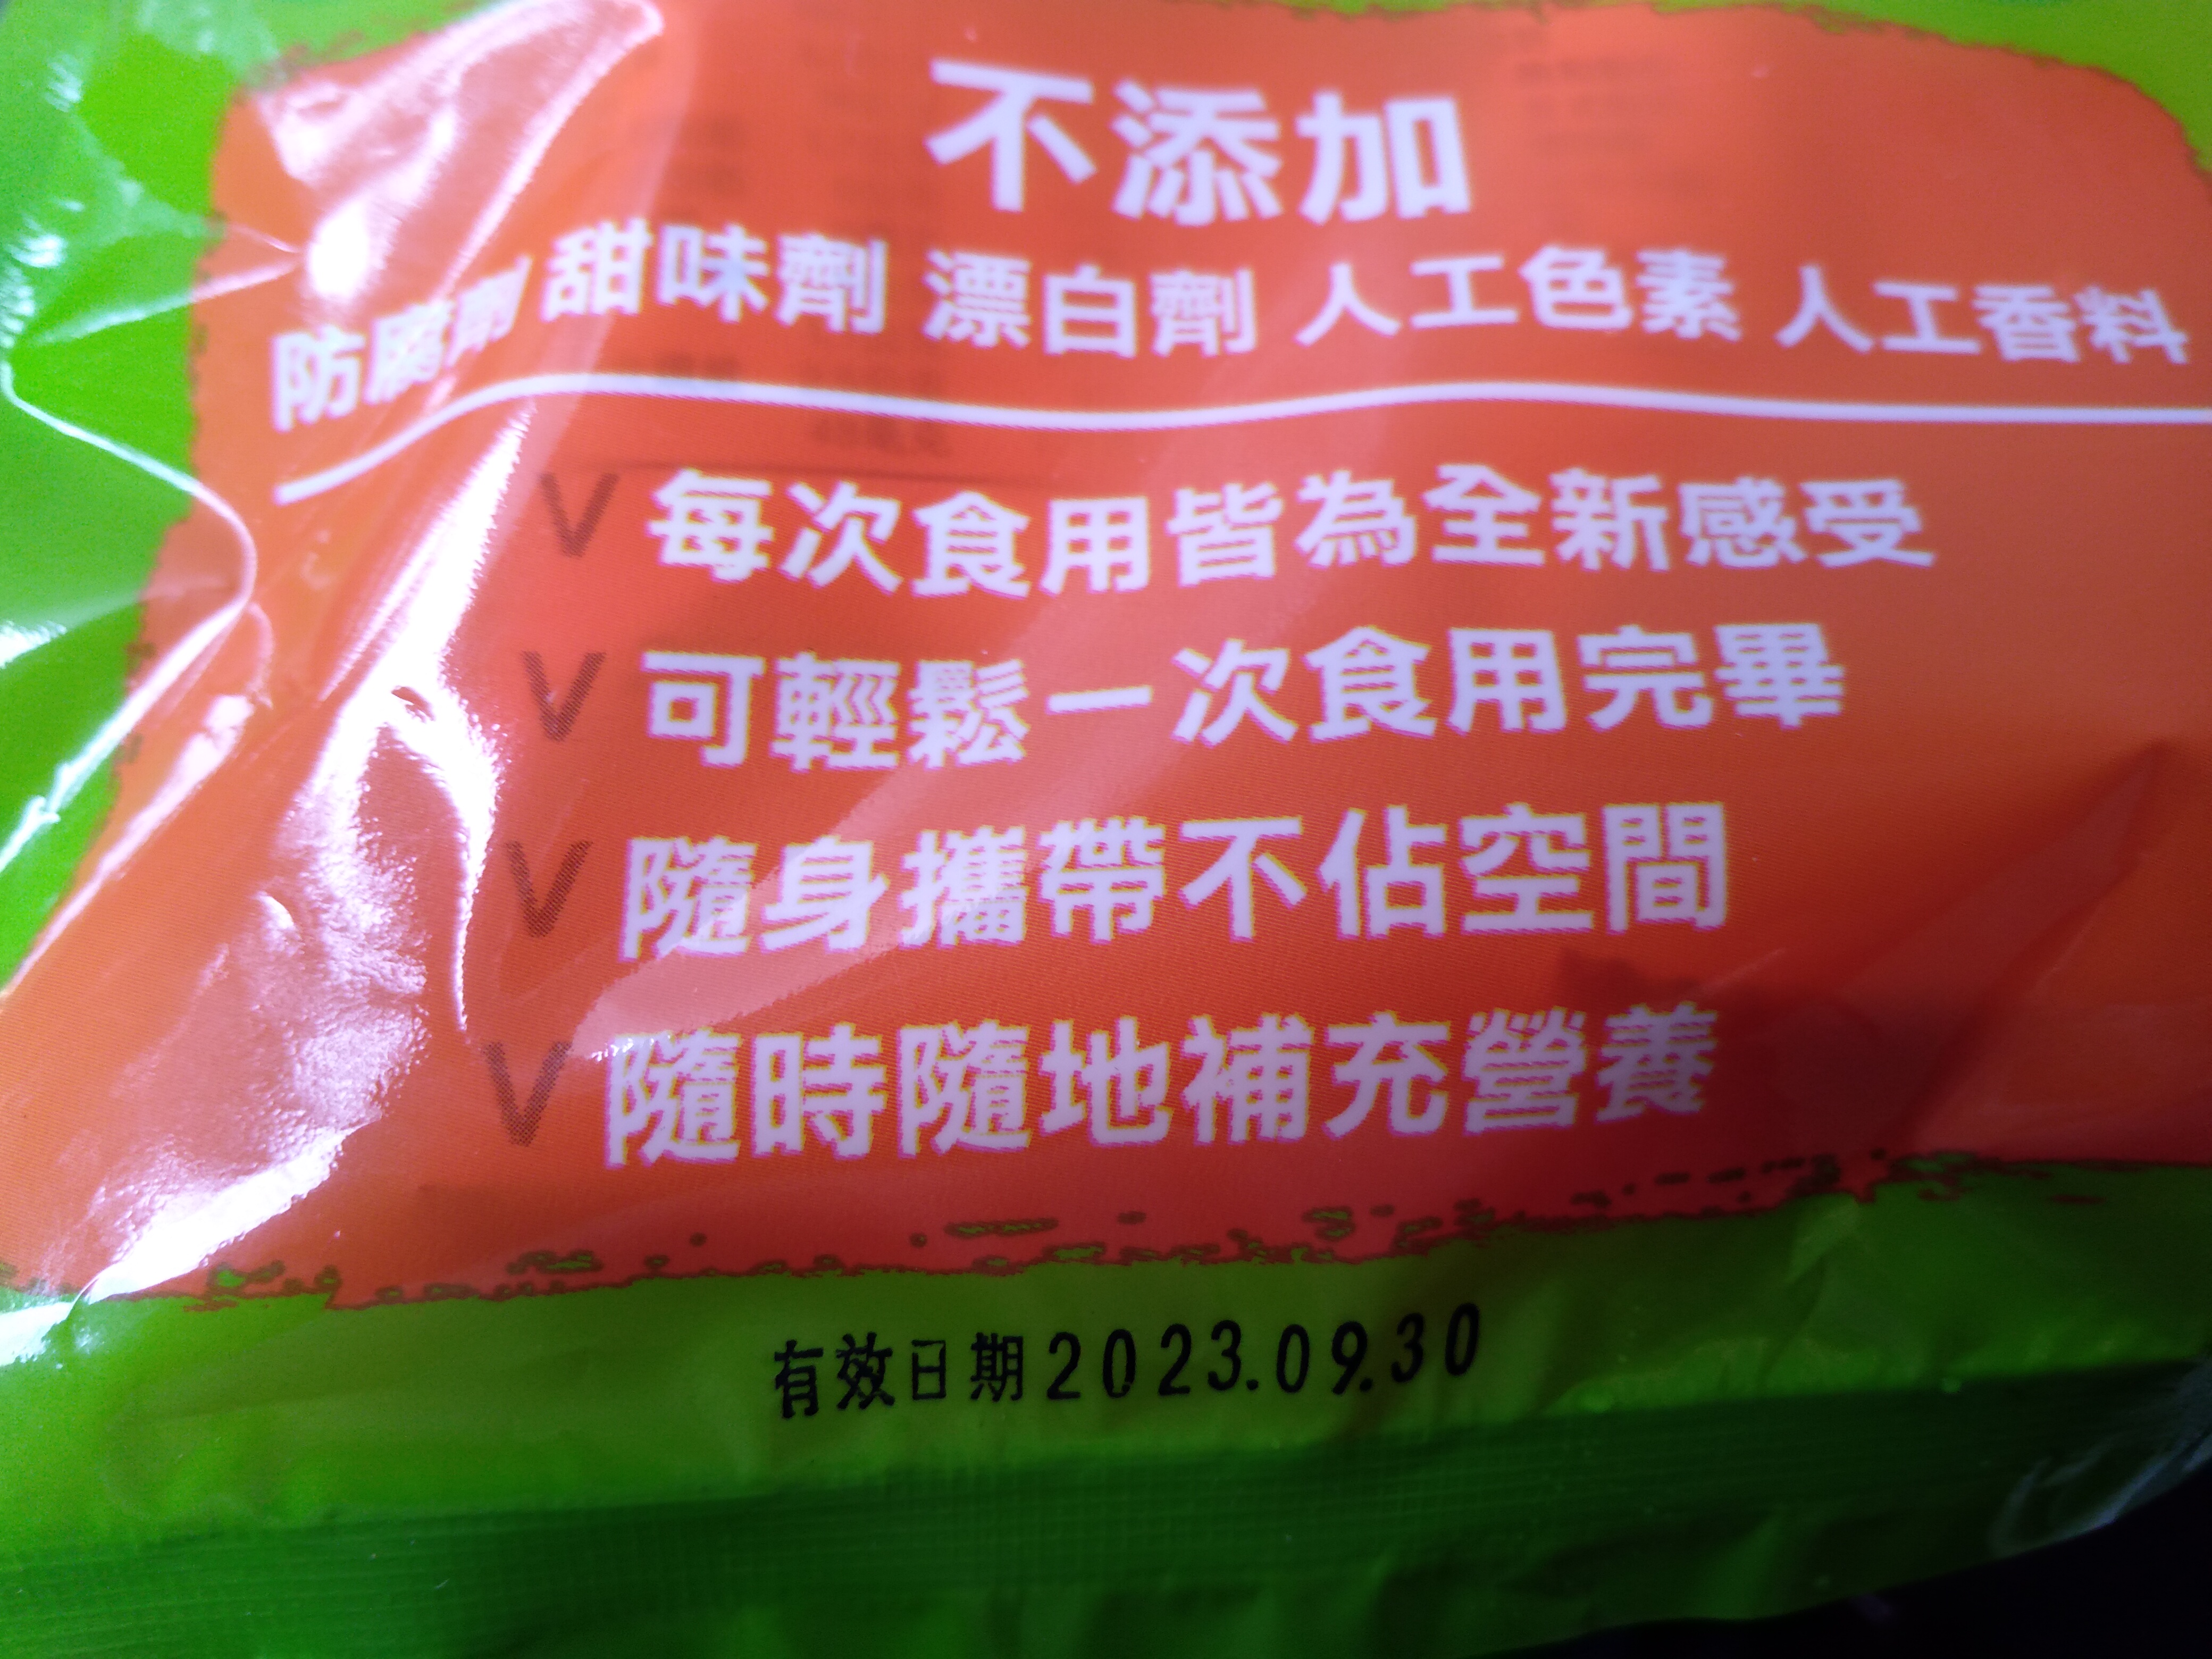 不添加
防腐劑 甜味劑 漂白劑 人工色素 人工香料
V 每次食用皆為全新感受
V 可輕鬆一次食用完畢
V 隨身攜帶不佔空間
V 隨時隨地補充營養
有效日期2023.09.30